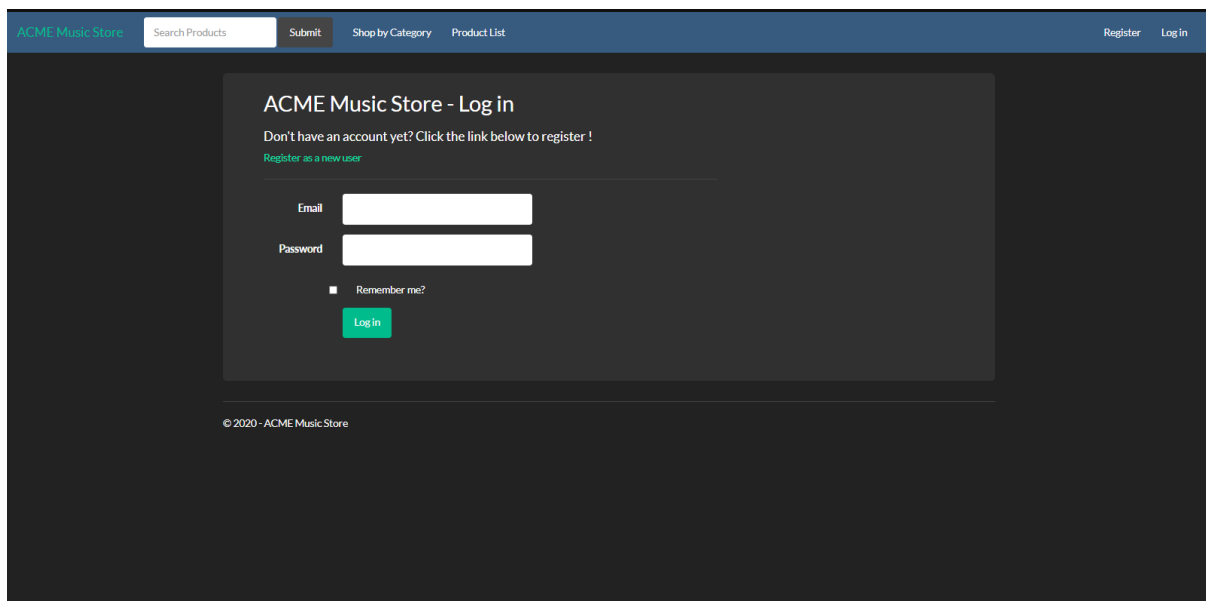 ACME Music Store Search Products Submit Shop by Category Product List Register Log in
ACME Music Store - Log in
Don't have an account yet? Click the link below to register !
Register as a new user
Email
Password
Remember me?
Log in
© 2020 - ACME Music Store